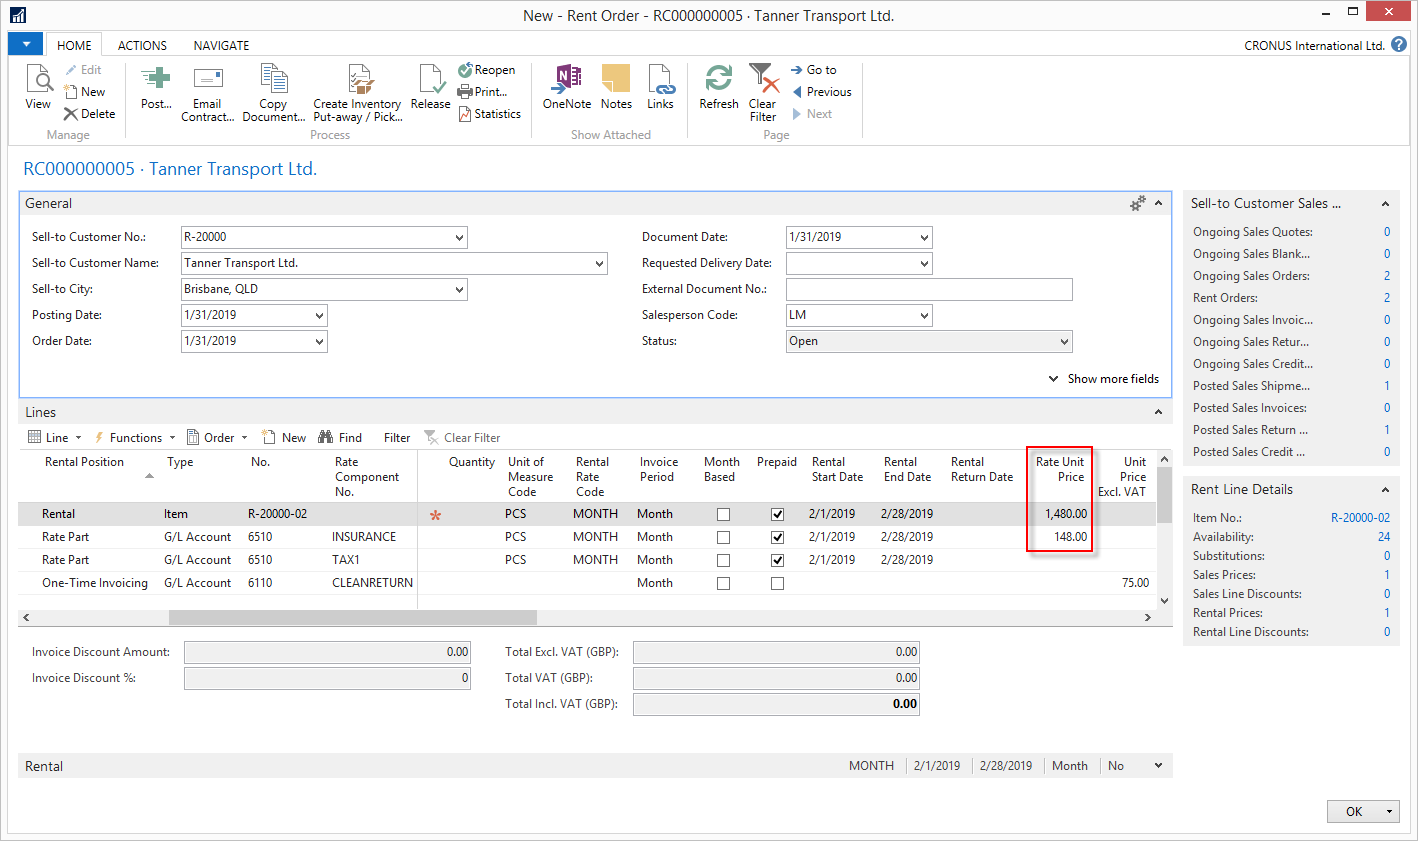 New - Rent Order - RC000000005 · Tanner Transport Ltd.
HOME ACTIONS NAVIGATE CRONUS International Ltd. ?
View
Edit
New
Delete
Manage
Post...
Email Contract...
Copy Document...
Create Inventory Put-away / Pick...
Release
Reopen
Print...
Statistics
Process
OneNote
Notes
Links
Show Attached
Refresh
Clear Filter
Go to
Previous
Next
Page
RC000000005 · Tanner Transport Ltd.
General
Sell-to Customer No.: R-20000
Sell-to Customer Name: Tanner Transport Ltd.
Sell-to City: Brisbane, QLD
Posting Date: 1/31/2019
Order Date: 1/31/2019
Document Date: 1/31/2019
Requested Delivery Date:
External Document No.:
Salesperson Code: LM
Status: Open
Show more fields
Lines
Line Functions Order New Find Filter Clear Filter
Rental Position Type No. Rate Component No. Quantity Unit of Measure Code Rental Rate Code Invoice Period Month Based Prepaid Rental Start Date Rental End Date Rental Return Date Rate Unit Price Unit Price Excl. VAT
Rental Item R-20000-02 * PCS MONTH Month 2/1/2019 2/28/2019 1,480.00
Rate Part G/L Account 6510 INSURANCE PCS MONTH Month 2/1/2019 2/28/2019 148.00
Rate Part G/L Account 6510 TAX1 PCS MONTH Month 2/1/2019 2/28/2019
One-Time Invoicing G/L Account 6110 CLEANRETURN Month 75.00
Invoice Discount Amount: 0.00
Invoice Discount %: 0
Total Excl. VAT (GBP): 0.00
Total VAT (GBP): 0.00
Total Incl. VAT (GBP): 0.00
Rental MONTH 2/1/2019 2/28/2019 Month No
Sell-to Customer Sales ...
Ongoing Sales Quotes: 0
Ongoing Sales Blank... 0
Ongoing Sales Orders: 2
Rent Orders: 2
Ongoing Sales Invoic... 0
Ongoing Sales Retur... 0
Ongoing Sales Credit... 0
Posted Sales Shipme... 1
Posted Sales Invoices: 0
Posted Sales Return ... 1
Posted Sales Credit ... 0
Rent Line Details
Item No.: R-20000-02
Availability: 24
Substitutions: 0
Sales Prices: 1
Sales Line Discounts: 0
Rental Prices: 1
Rental Line Discounts: 0
OK